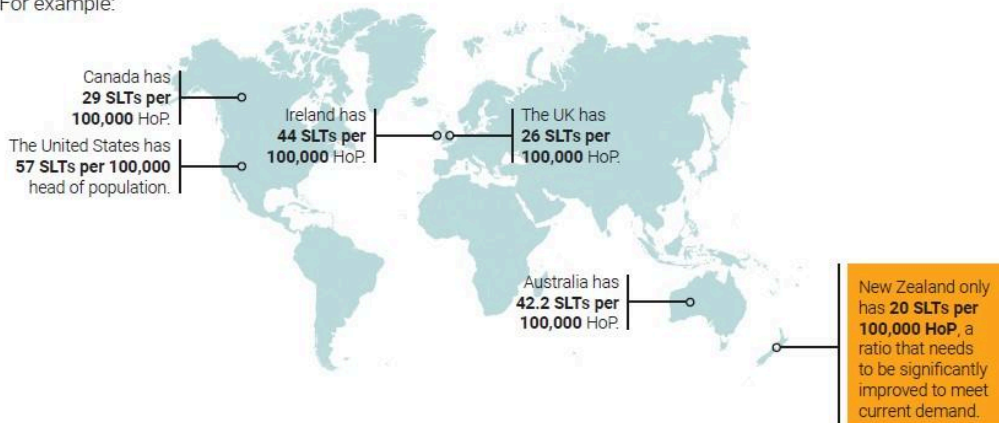 For example:
Canada has
29 SLTs per
100,000 HoP.
The United States has
57 SLTs per 100,000
head of population.
Ireland has
44 SLTs per
100,000 HoP.
The UK has
26 SLTs per
100,000 HoP.
Australia has
42.2 SLTs per
100,000 HoP.
New Zealand only
has 20 SLTs per
100,000 HoP, a
ratio that needs
to be significantly
improved to meet
current demand.